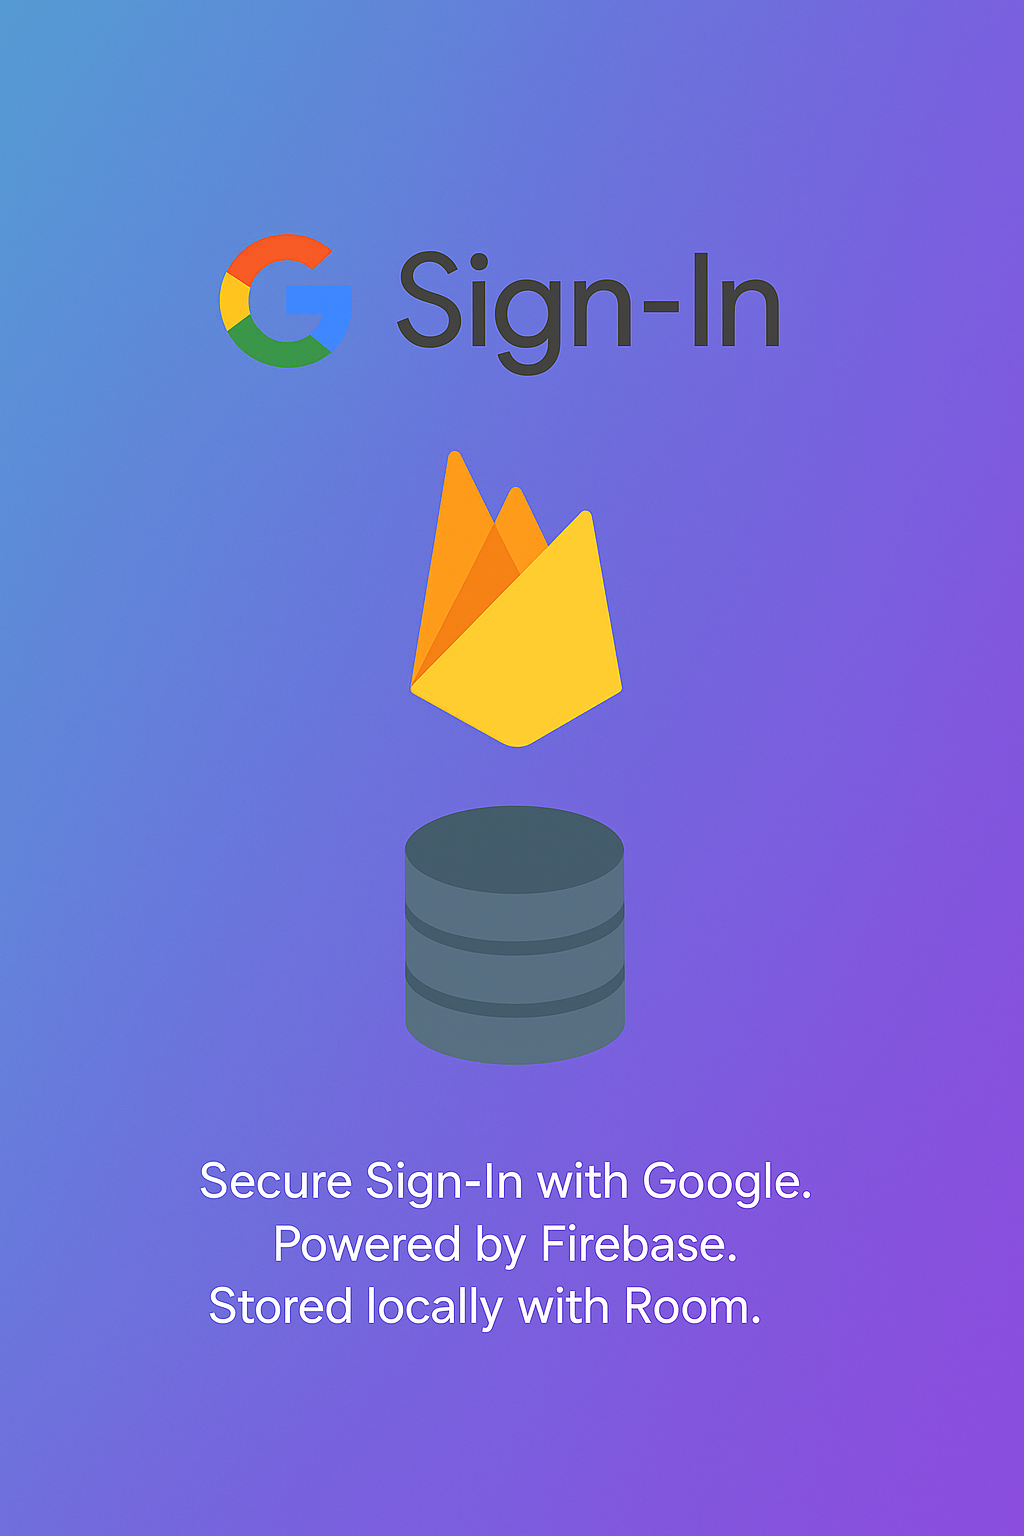 Sign-In
Secure Sign-In with Google.
Powered by Firebase.
Stored locally with Room.